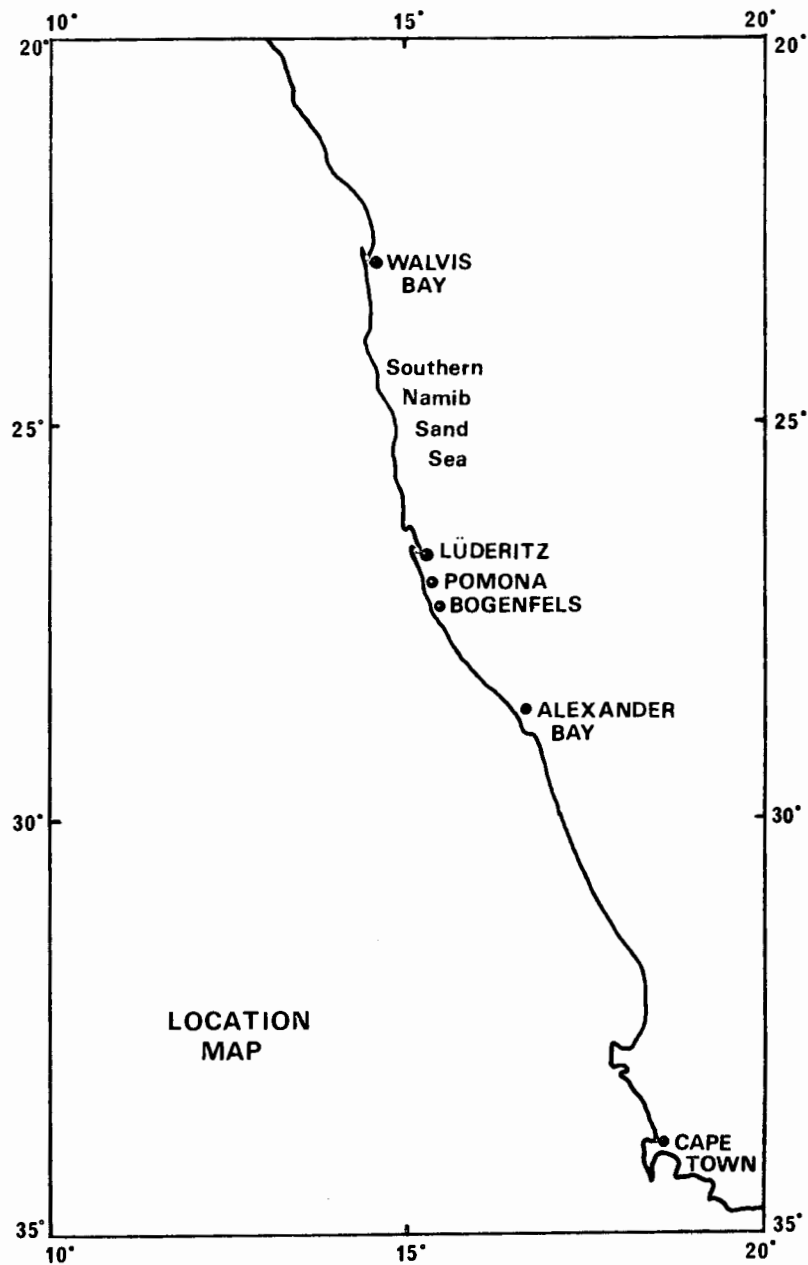 10° 15° 20°
20° 20°
WALVIS
BAY
Southern
Namib
Sand
Sea
25° 25°
LÜDERITZ
POMONA
BOGENFELS
ALEXANDER
BAY
30° 30°
LOCATION
MAP
CAPE
TOWN
35° 35°
10° 15° 20°